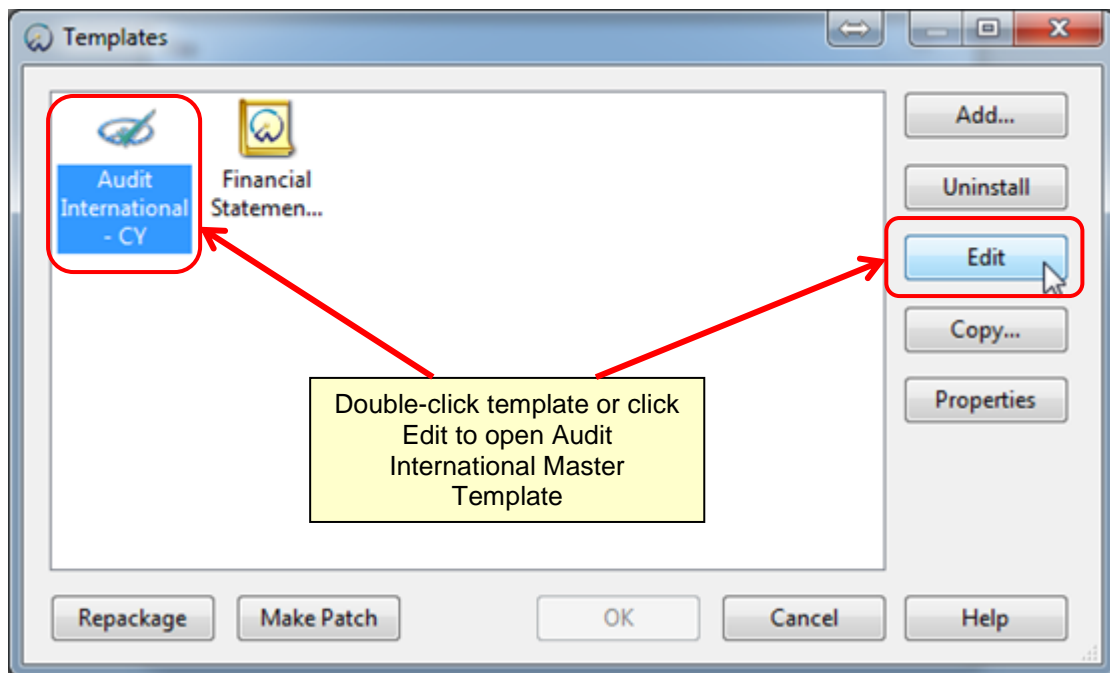 Templates
Audit
International
- CY
Financial
Statemen...
Add...
Uninstall
Edit
Copy...
Properties
Double-click template or click
Edit to open Audit
International Master
Template
Repackage
Make Patch
OK
Cancel
Help